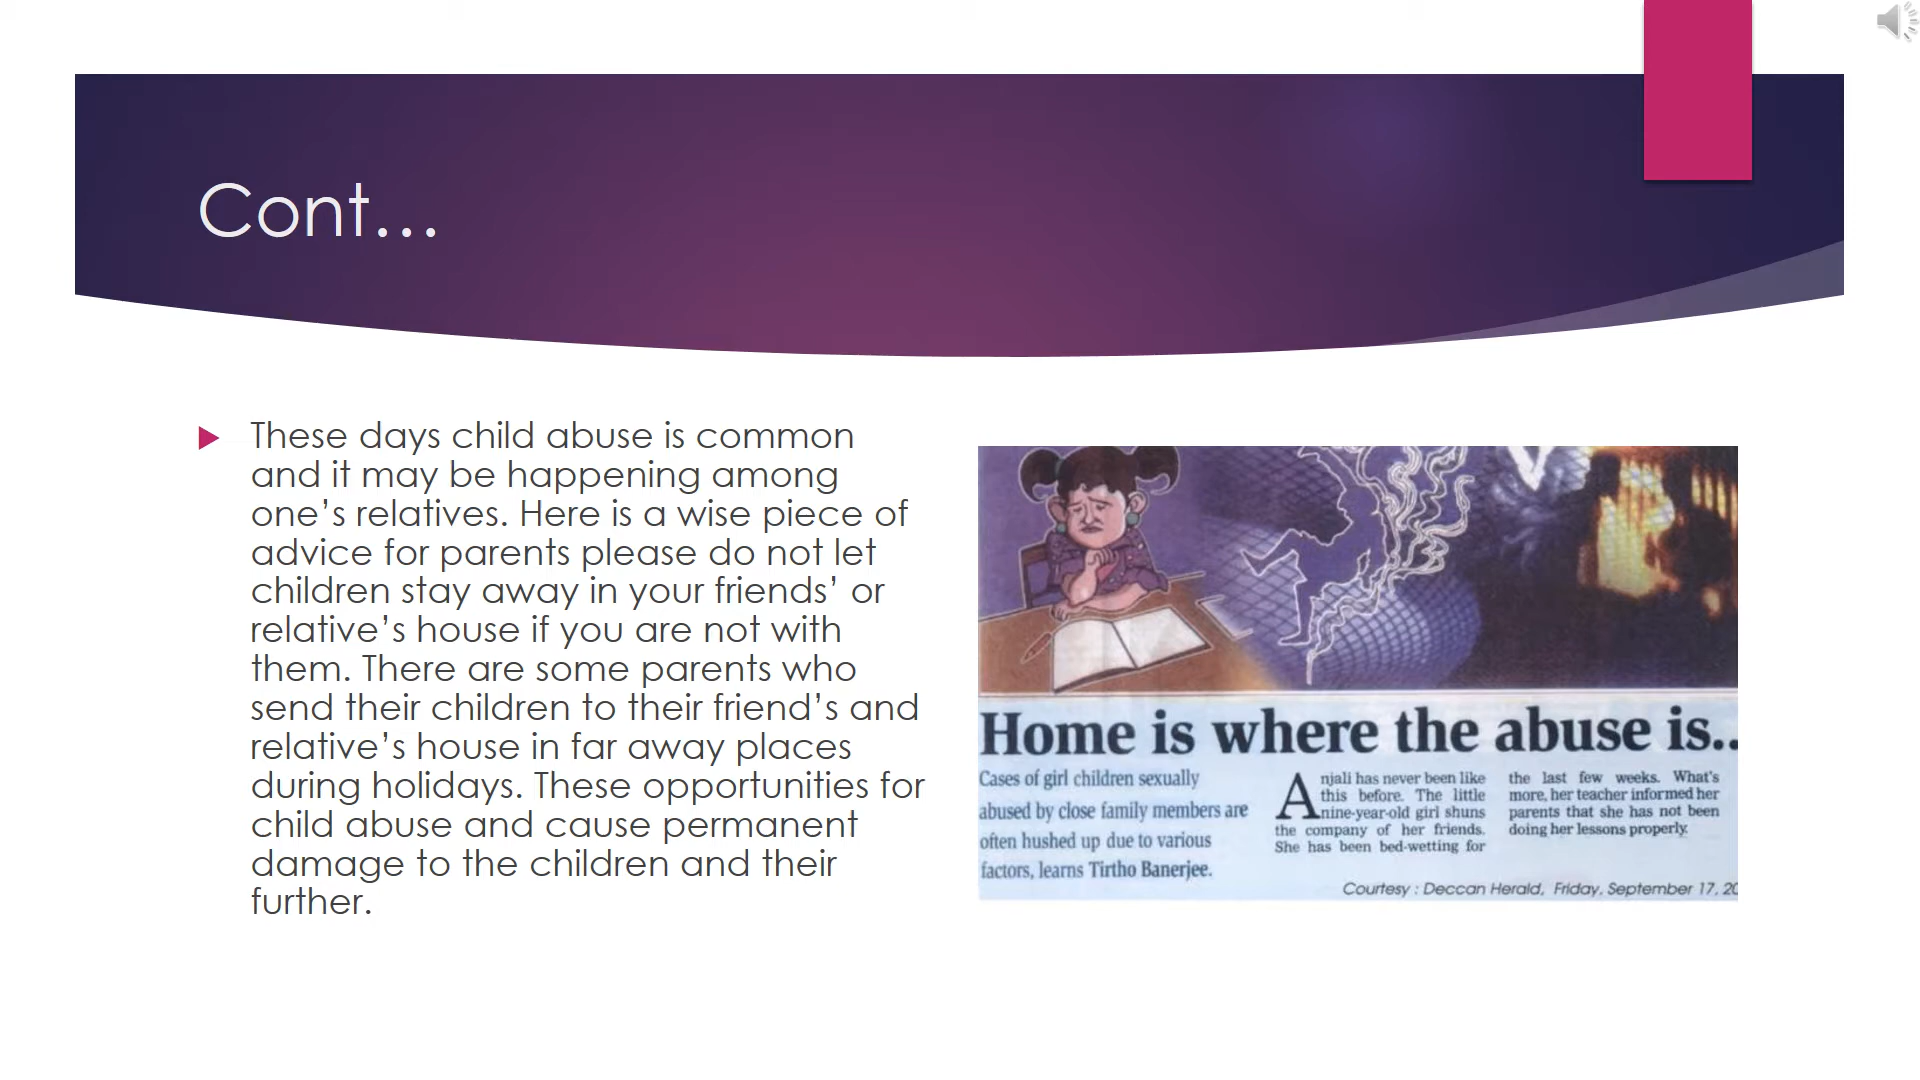 Cont…
These days child abuse is common
and it may be happening among
one’s relatives. Here is a wise piece of
advice for parents please do not let
children stay away in your friends’ or
relative’s house if you are not with
them. There are some parents who
send their children to their friend’s and
relative’s house in far away places
during holidays. These opportunities for
child abuse and cause permanent
damage to the children and their
further.
Home is where the abuse is..
Cases of girl children sexually
abused by close family members are
often hushed up due to various
factors, learns Tirtho Banerjee.
Anjali has never been like
this before. The little
nine-year-old girl shuns
the company of her friends.
She has been bed-wetting for
the last few weeks. What's
more, her teacher informed her
parents that she has not been
doing her lessons properly.
Courtesy : Deccan Herald, Friday, September 17, 20